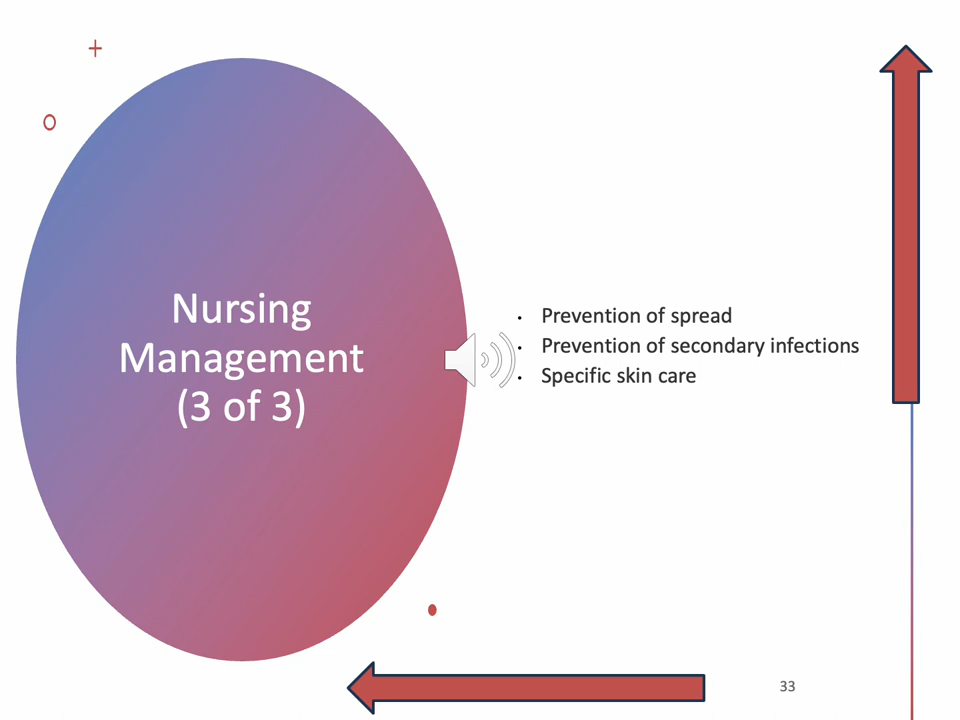 Nursing
Management
(3 of 3)
• Prevention of spread
• Prevention of secondary infections
• Specific skin care
33